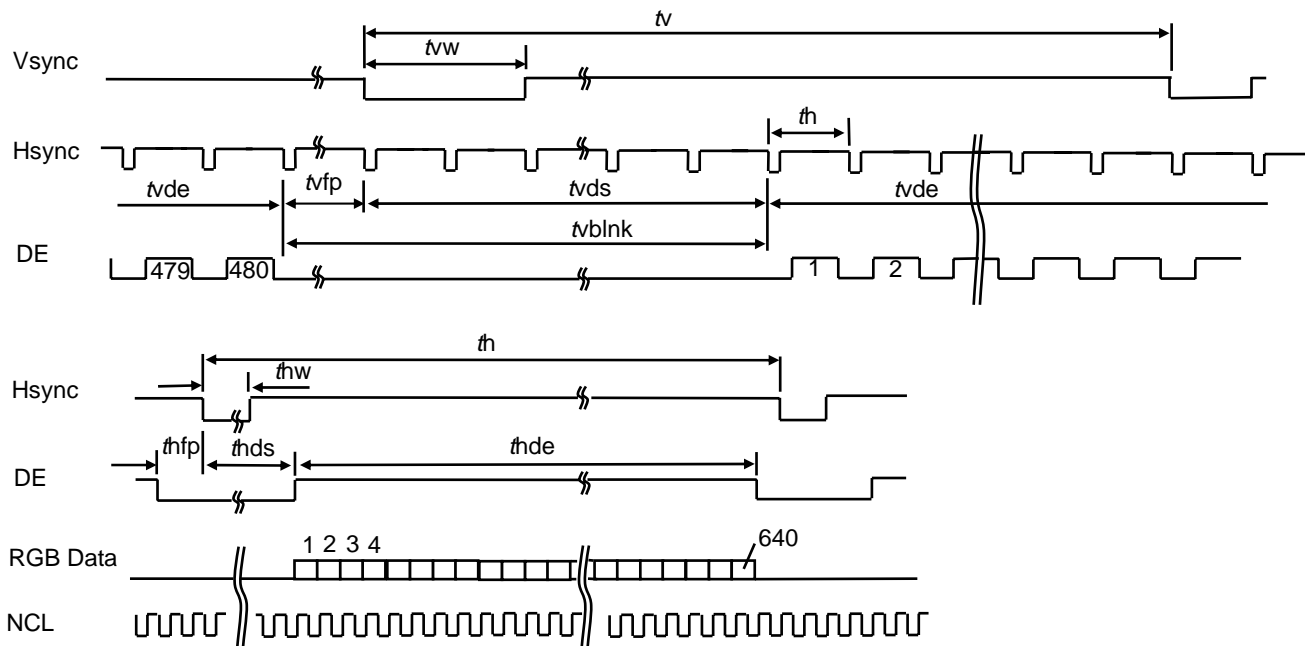 tv
tvw
Vsync
th
Hsync
tvde
tvfp
tvds
tvde
tvblnk
DE
479
480
1
2
th
thw
Hsync
thfp
thds
thde
DE
1 2 3 4
640
RGB Data
NCL